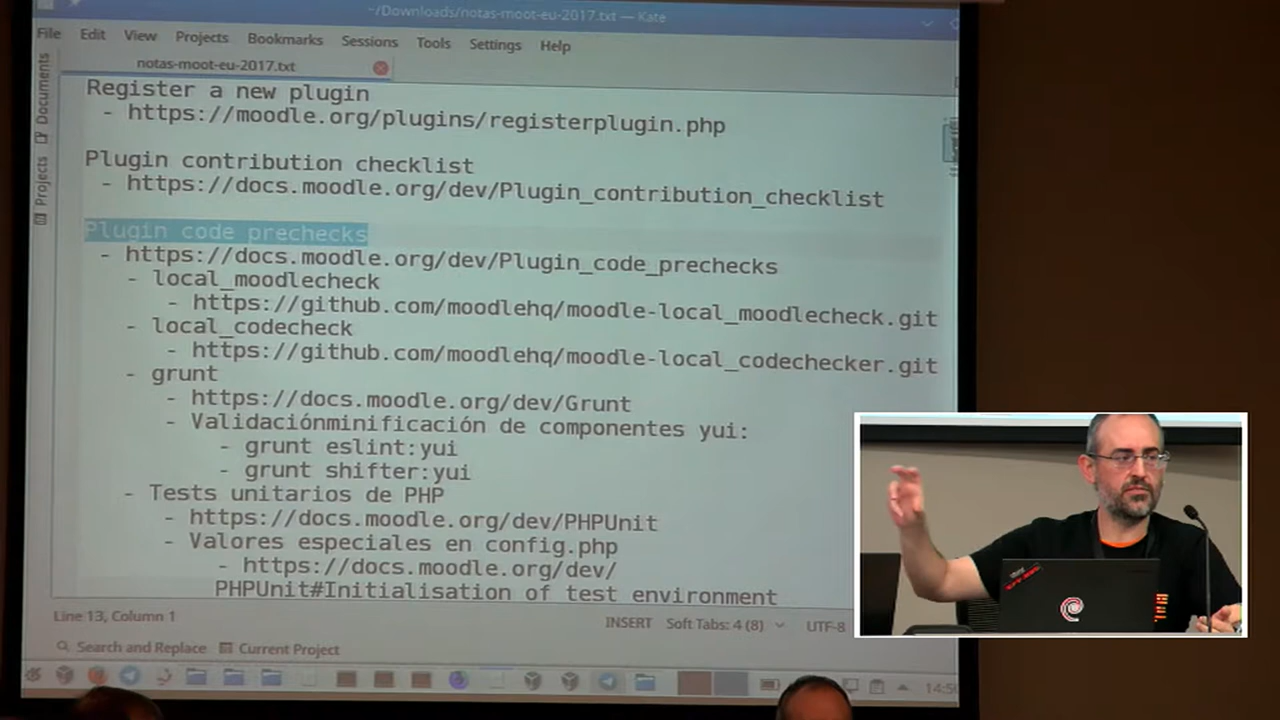 ~/Downloads/notas-moot-eu-2017.txt — Kate
File Edit View Projects Bookmarks Sessions Tools Settings Help
notas-moot-eu-2017.txt
Documents
Projects
Register a new plugin
- https://moodle.org/plugins/registerplugin.php
Plugin contribution checklist
- https://docs.moodle.org/dev/Plugin_contribution_checklist
Plugin code prechecks
- https://docs.moodle.org/dev/Plugin_code_prechecks
- local_moodlecheck
- https://github.com/moodlehq/moodle-local_moodlecheck.git
- local_codecheck
- https://github.com/moodlehq/moodle-local_codechecker.git
- grunt
- https://docs.moodle.org/dev/Grunt
- Validaciónminificación de componentes yui:
- grunt eslint:yui
- grunt shifter:yui
- Tests unitarios de PHP
- https://docs.moodle.org/dev/PHPUnit
- Valores especiales en config.php
- https://docs.moodle.org/dev/
PHPUnit#Initialisation of test environment
Line 13, Column 1 INSERT Soft Tabs: 4 (8) UTF-8
Search and Replace Current Project